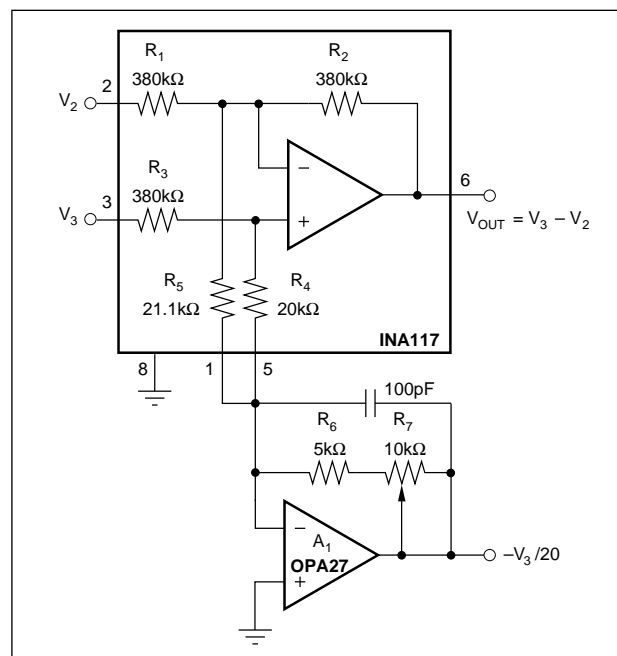 R1
380kΩ
R2
380kΩ
2
V2
R3
380kΩ
3
V3
–
+
6
VOUT = V3 – V2
R5
21.1kΩ
R4
20kΩ
INA117
8
1
5
100pF
R6
5kΩ
R7
10kΩ
–
A1
OPA27
+
–V3/20